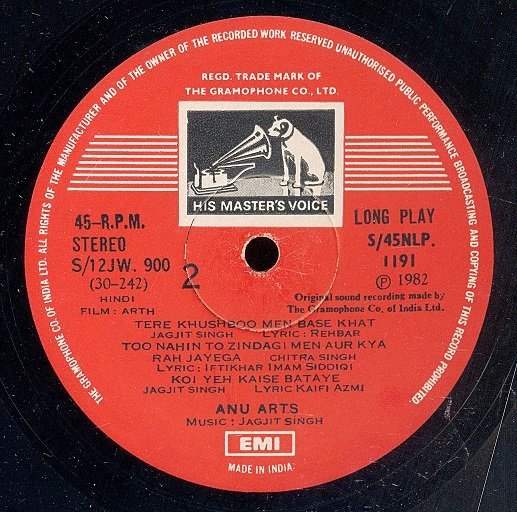 THE GRAMOPHONE CO. OF INDIA LTD. ALL RIGHTS OF THE MANUFACTURER AND OF THE OWNER OF THE RECORDED WORK RESERVED UNAUTHORISED PUBLIC PERFORMANCE BROADCASTING AND COPYING OF THIS RECORD PROHIBITED.
REGD. TRADE MARK OF
THE GRAMOPHONE CO., LTD.
HIS MASTER'S VOICE
45-R.P.M.
STEREO
S/12JW. 900
(30-242)
HINDI
FILM : ARTH
2
LONG PLAY
S/45NLP.
1191
Ⓟ 1982
Original sound recording made by
The Gramophone Co. of India Ltd.
TERE KHUSHBOO MEN BASE KHAT
JAGJIT SINGH LYRIC: REHBAR
TOO NAHIN TO ZINDAGI MEN AUR KYA
RAH JAYEGA CHITRA SINGH
LYRIC: IFTIKHAR IMAM SIDDIQI
KOI YEH KAISE BATAYE
JAGJIT SINGH LYRIC KAIFI AZMI
ANU ARTS
MUSIC: JAGJIT SINGH
EMI
MADE IN INDIA